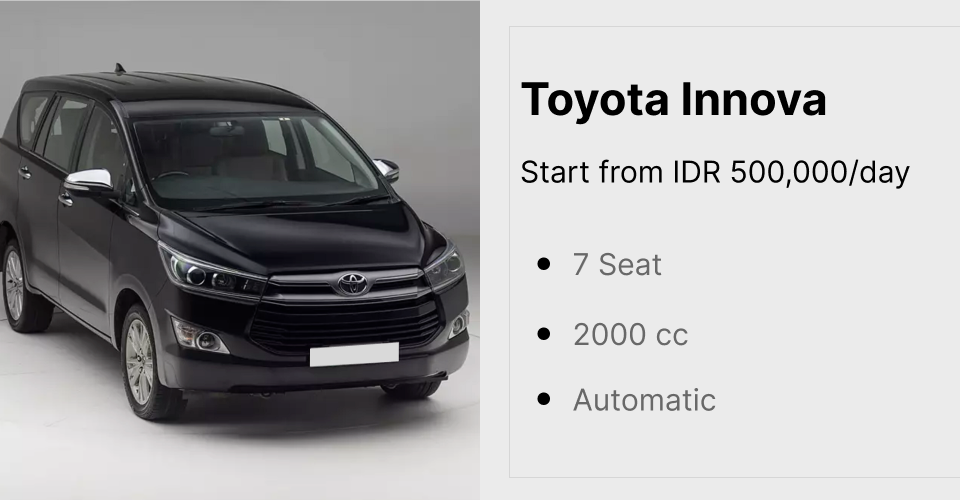 Toyota Innova
Start from IDR 500,000/day
7 Seat
2000 cc
Automatic